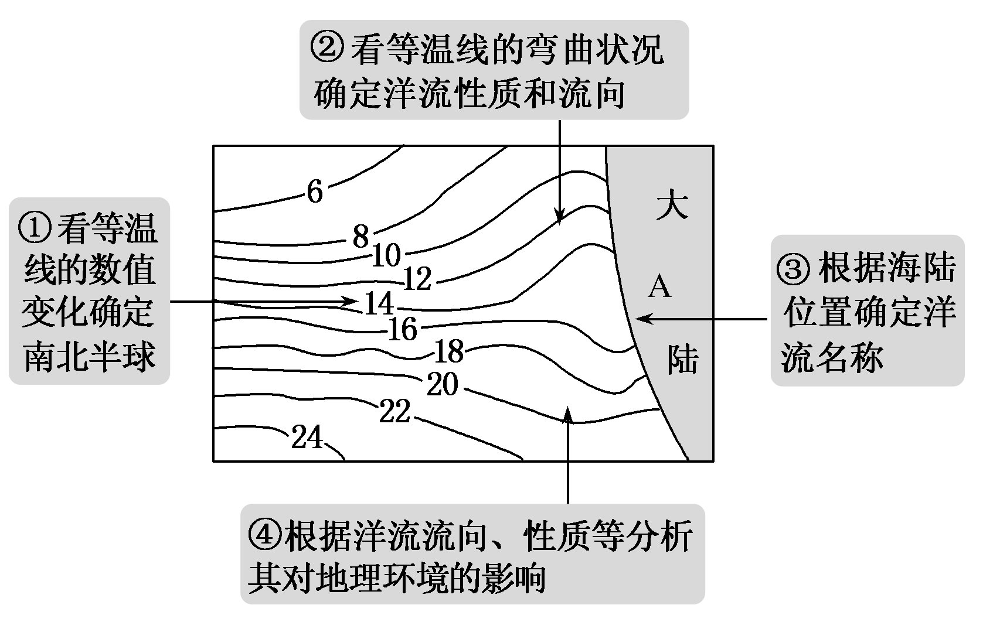 ②看等温线的弯曲状况
确定洋流性质和流向
①看等温
线的数值
变化确定
南北半球
6
8
10
12
14
16
18
20
22
24
大
A
陆
③根据海陆
位置确定洋
流名称
④根据洋流流向、性质等分析
其对地理环境的影响